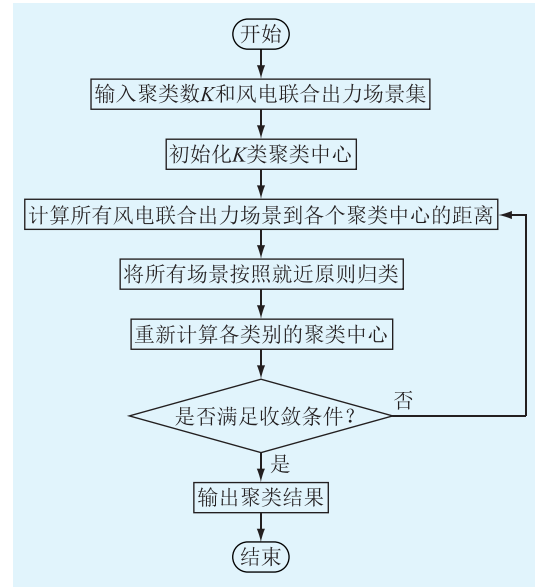 开始
输入聚类数K和风电联合出力场景集
初始化K类聚类中心
计算所有风电联合出力场景到各个聚类中心的距离
将所有场景按照就近原则归类
重新计算各类别的聚类中心
是否满足收敛条件?
否
是
输出聚类结果
结束